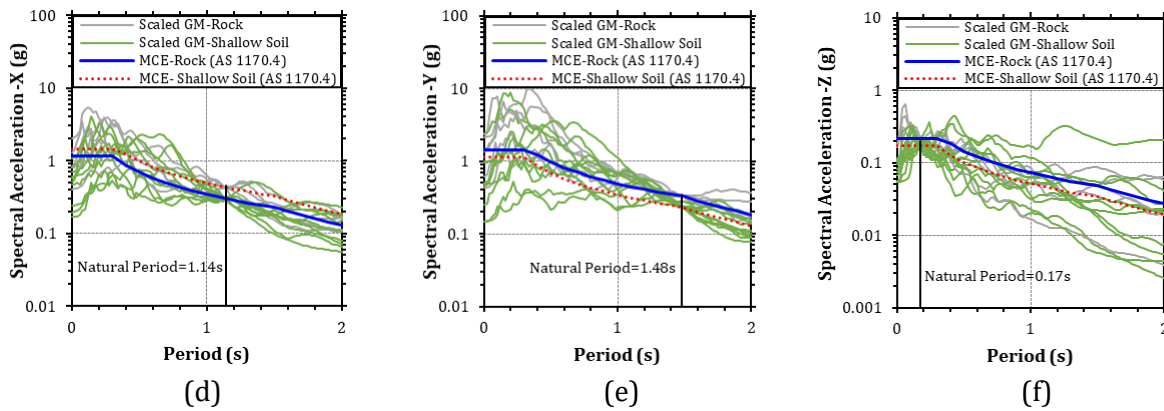 Spectral Acceleration -X (g)
100
10
1
0.1
0.01
Scaled GM-Rock
Scaled GM-Shallow Soil
MCE-Rock (AS 1170.4)
MCE- Shallow Soil (AS 1170.4)
Natural Period=1.14s
0
1
2
Period (s)
(d)
Spectral Acceleration -Y (g)
100
10
1
0.1
0.01
Scaled GM-Rock
Scaled GM-Shallow Soil
MCE-Rock (AS 1170.4)
MCE-Shallow Soil (AS 1170.4)
Natural Period=1.48s
0
1
2
Period (s)
(e)
Spectral Acceleration -Z (g)
10
1
0.1
0.01
0.001
Scaled GM-Rock
Scaled GM-Shallow Soil
MCE-Rock (AS 1170.4)
MCE-Shallow Soil (AS 1170.4)
Natural Period=0.17s
0
1
2
Period (s)
(f)